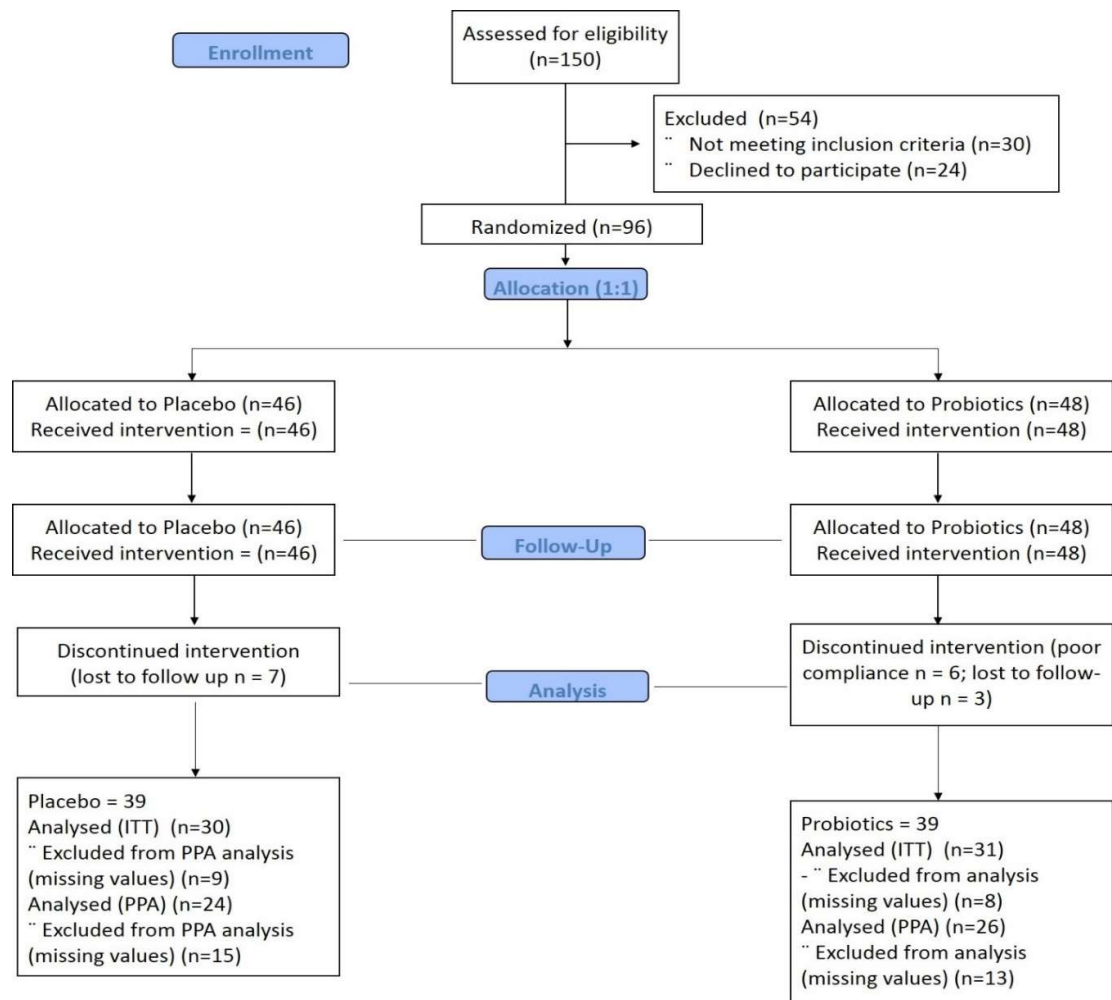 Enrollment
Assessed for eligibility
(n=150)
Excluded (n=54)
¨ Not meeting inclusion criteria (n=30)
¨ Declined to participate (n=24)
Randomized (n=96)
Allocation (1:1)
Allocated to Placebo (n=46)
Received intervention = (n=46)
Allocated to Probiotics (n=48)
Received intervention (n=48)
Allocated to Placebo (n=46)
Received intervention = (n=46)
Follow-Up
Allocated to Probiotics (n=48)
Received intervention (n=48)
Discontinued intervention
(lost to follow up n = 7)
Analysis
Discontinued intervention (poor
compliance n = 6; lost to follow-
up n = 3)
Placebo = 39
Analysed (ITT) (n=30)
¨ Excluded from PPA analysis
(missing values) (n=9)
Analysed (PPA) (n=24)
¨ Excluded from PPA analysis
(missing values) (n=15)
Probiotics = 39
Analysed (ITT) (n=31)
- ¨ Excluded from analysis
(missing values) (n=8)
Analysed (PPA) (n=26)
¨ Excluded from analysis
(missing values) (n=13)